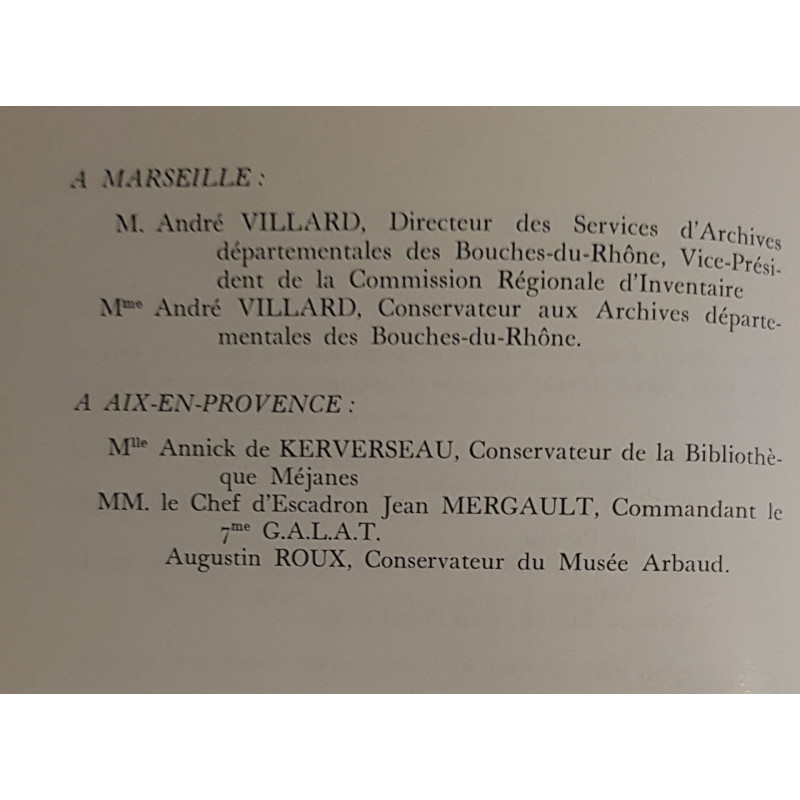 A MARSEILLE :
M. André VILLARD, Directeur des Services d'Archives
départementales des Bouches-du-Rhône, Vice-Prési-
dent de la Commission Régionale d'Inventaire
Mme André VILLARD, Conservateur aux Archives départe-
mentales des Bouches-du-Rhône.
A AIX-EN-PROVENCE :
Mlle Annick de KERVERSEAU, Conservateur de la Bibliothè-
que Méjanes
MM. le Chef d'Escadron Jean MERGAULT, Commandant le
7me G.A.L.A.T.
Augustin ROUX, Conservateur du Musée Arbaud.